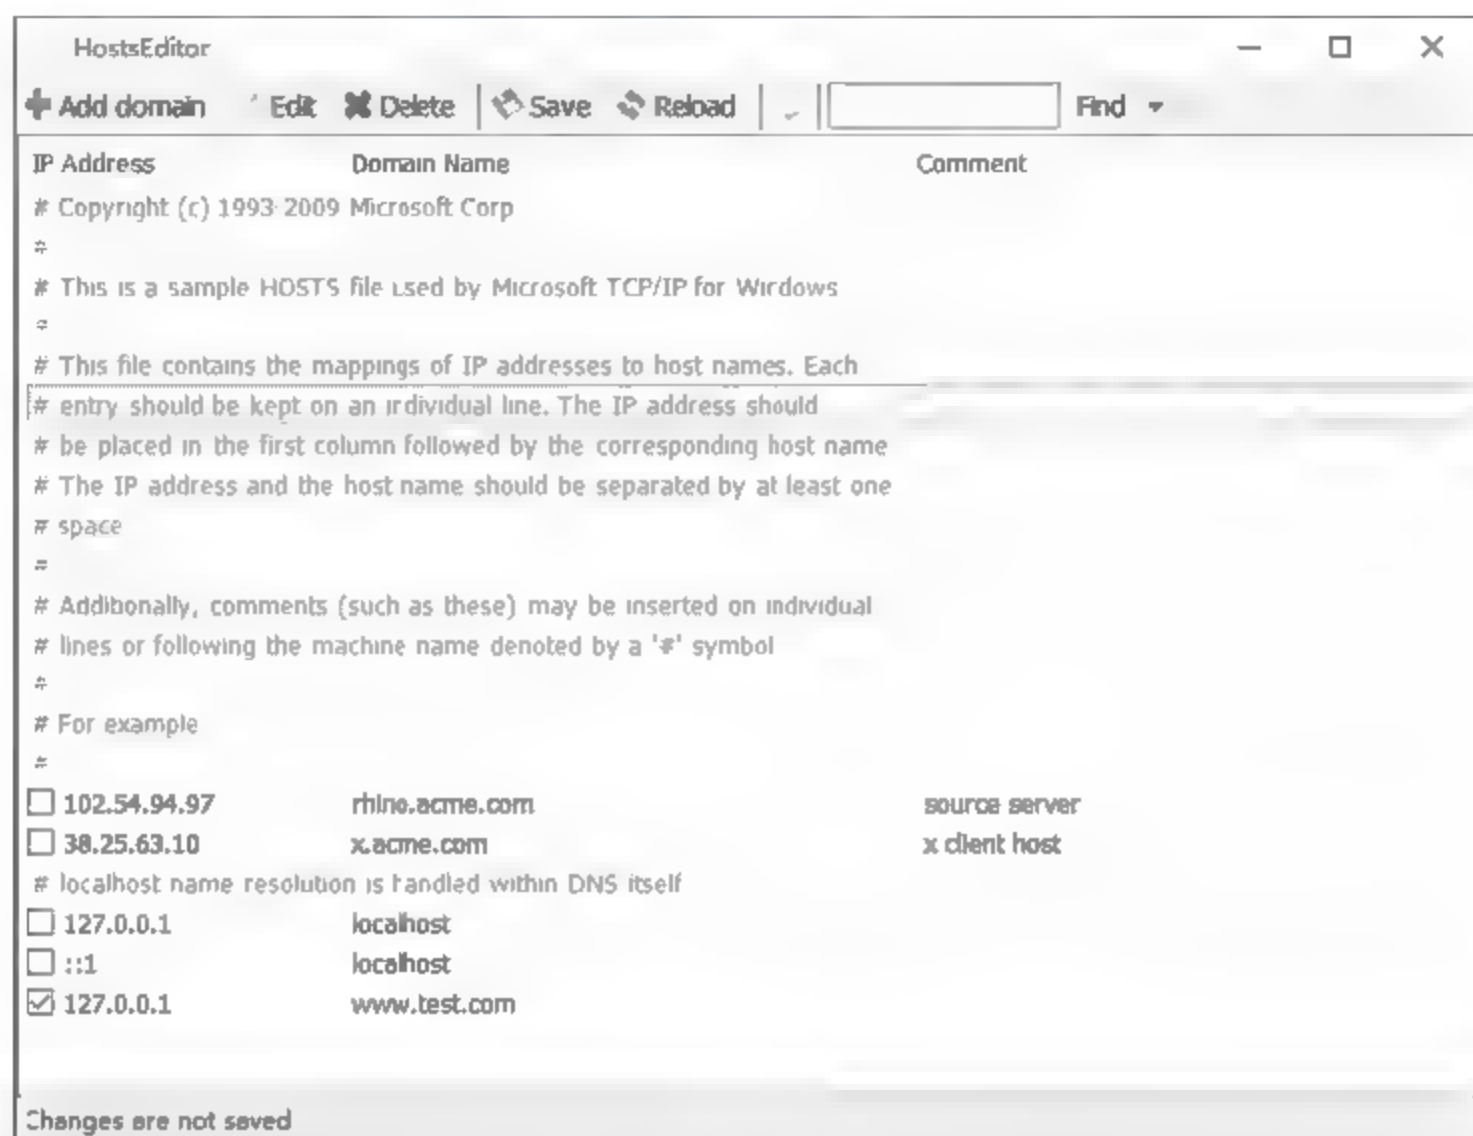 HostsEditor
Add domain Edit Delete Save Reload Find
IP Address Domain Name Comment
# Copyright (c) 1993-2009 Microsoft Corp
#
# This is a sample HOSTS file used by Microsoft TCP/IP for Windows
#
# This file contains the mappings of IP addresses to host names. Each
# entry should be kept on an individual line. The IP address should
# be placed in the first column followed by the corresponding host name
# The IP address and the host name should be separated by at least one
# space
#
# Additionally, comments (such as these) may be inserted on individual
# lines or following the machine name denoted by a '#' symbol
#
# For example
#
102.54.94.97 rhino.acme.com source server
38.25.63.10 x.acme.com x client host
# localhost name resolution is handled within DNS itself
127.0.0.1 localhost
::1 localhost
127.0.0.1 www.test.com
Changes are not saved